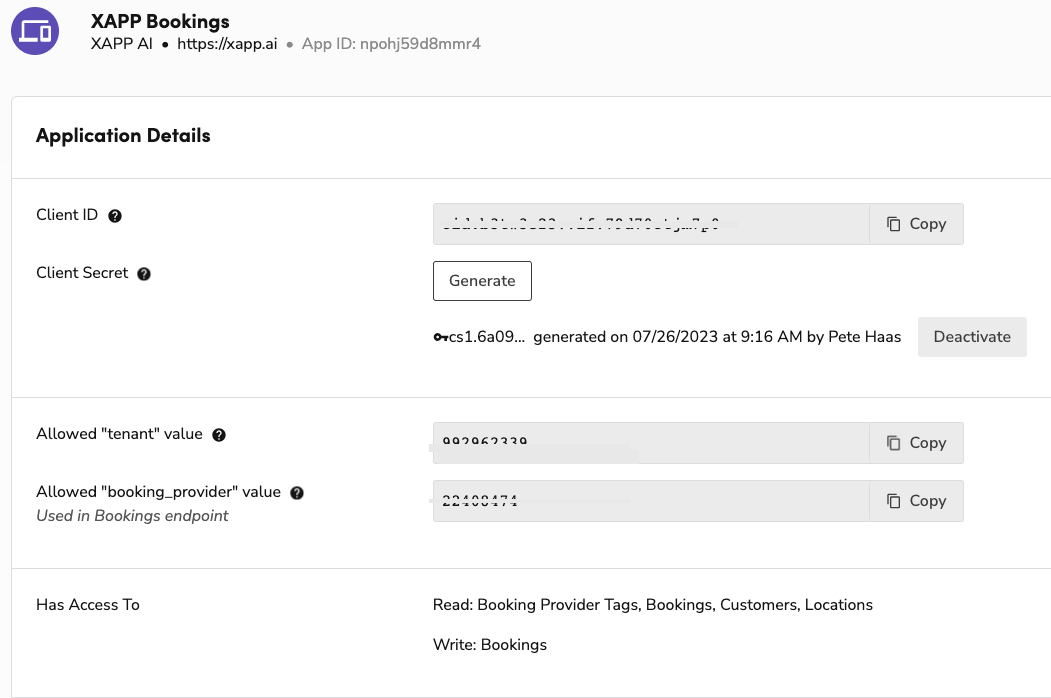 XAPP Bookings
XAPP AI • https://xapp.ai • App ID: npohj59d8mmr4
Application Details
Client ID
Copy
Client Secret
Generate
cs1.6a09... generated on 07/26/2023 at 9:16 AM by Pete Haas
Deactivate
Allowed "tenant" value
Copy
Allowed "booking_provider" value
Copy
Used in Bookings endpoint
Has Access To
Read: Booking Provider Tags, Bookings, Customers, Locations
Write: Bookings